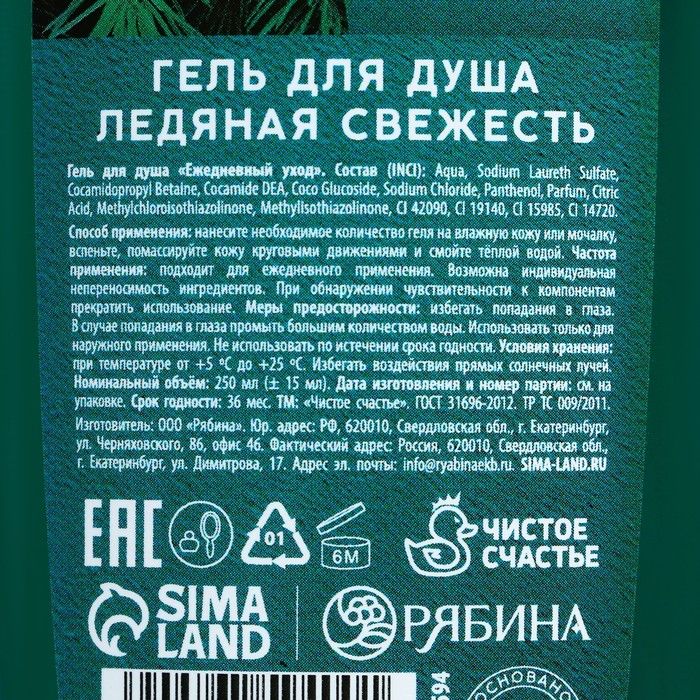 ГЕЛЬ ДЛЯ ДУША
ЛЕДЯНАЯ СВЕЖЕСТЬ
Гель для душа «Ежедневный уход». Состав (INCI): Aqua, Sodium Laureth Sulfate,
Cocamidopropyl Betaine, Cocamide DEA, Coco Glucoside, Sodium Chloride, Panthenol, Parfum, Citric
Acid, Methylchloroisothiazolinone, Methylisothiazolinone, CI 42090, CI 19140, CI 15985, CI 14720.
Способ применения: нанесите необходимое количество геля на влажную кожу или мочалку,
вспеньте, помассируйте кожу круговыми движениями и смойте тёплой водой. Частота
применения: подходит для ежедневного применения. Возможна индивидуальная
непереносимость ингредиентов. При обнаружении чувствительности к компонентам
прекратить использование. Меры предосторожности: избегать попадания в глаза.
В случае попадания в глаза промыть большим количеством воды. Использовать только для
наружного применения. Не использовать по истечении срока годности. Условия хранения:
при температуре от +5 °C до +25 °C. Избегать воздействия прямых солнечных лучей.
Номинальный объём: 250 мл (± 15 мл). Дата изготовления и номер партии: см. на
упаковке. Срок годности: 36 мес. ТМ: «Чистое счастье». ГОСТ 31696-2012. ТР ТС 009/2011.
Изготовитель: ООО «Рябина». Юр. адрес: РФ, 620010, Свердловская обл., г. Екатеринбург,
ул. Черняховского, 86, офис 46. Фактический адрес: Россия, 620010, Свердловская обл.,
г. Екатеринбург, ул. Димитрова, 17. Адрес эл. почты: info@ryabinaekb.ru. SIMA-LAND.RU
EAC
01
6M
ЧИСТОЕ
СЧАСТЬЕ
SIMA
LAND
РЯБИНА
594
ОСНОВАНО